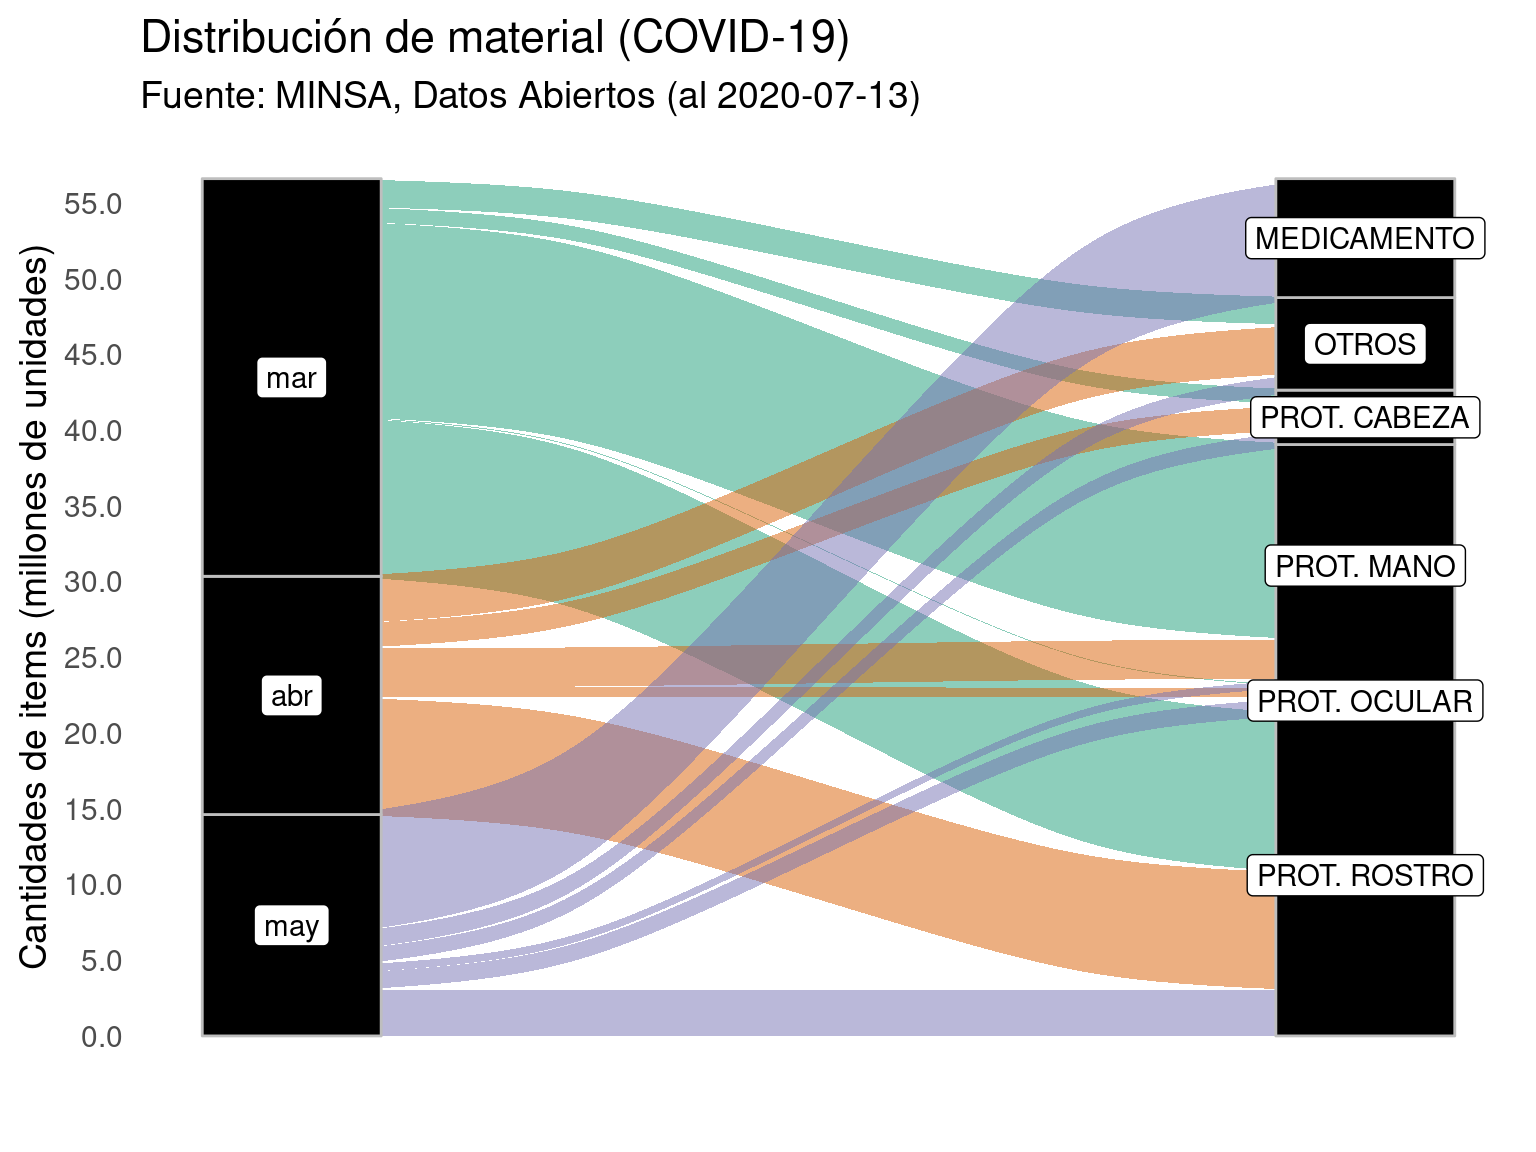 Distribución de material (COVID-19)
Fuente: MINSA, Datos Abiertos (al 2020-07-13)
Cantidades de items (millones de unidades)
55.0
50.0
45.0
40.0
35.0
30.0
25.0
20.0
15.0
10.0
5.0
0.0
mar
abr
may
MEDICAMENTO
OTROS
PROT. CABEZA
PROT. MANO
PROT. OCULAR
PROT. ROSTRO